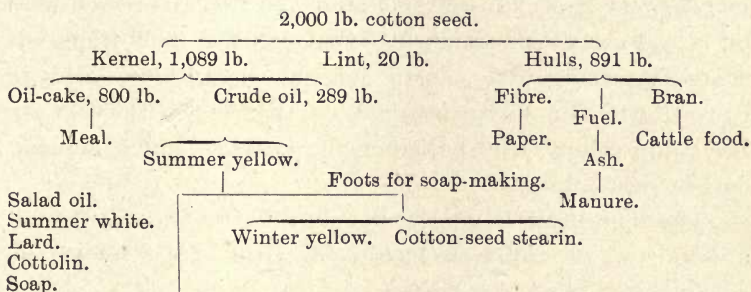 2,000 lb. cotton seed.
Kernel, 1,089 lb. Lint, 20 lb. Hulls, 891 lb.
Oil-cake, 800 lb. Crude oil, 289 lb. Fibre. Bran.
Fuel.
Meal. Paper. Cattle food.
Summer yellow. Ash.
Foots for soap-making.
Salad oil. Manure.
Summer white.
Lard. Winter yellow. Cotton-seed stearin.
Cottolin.
Soap.